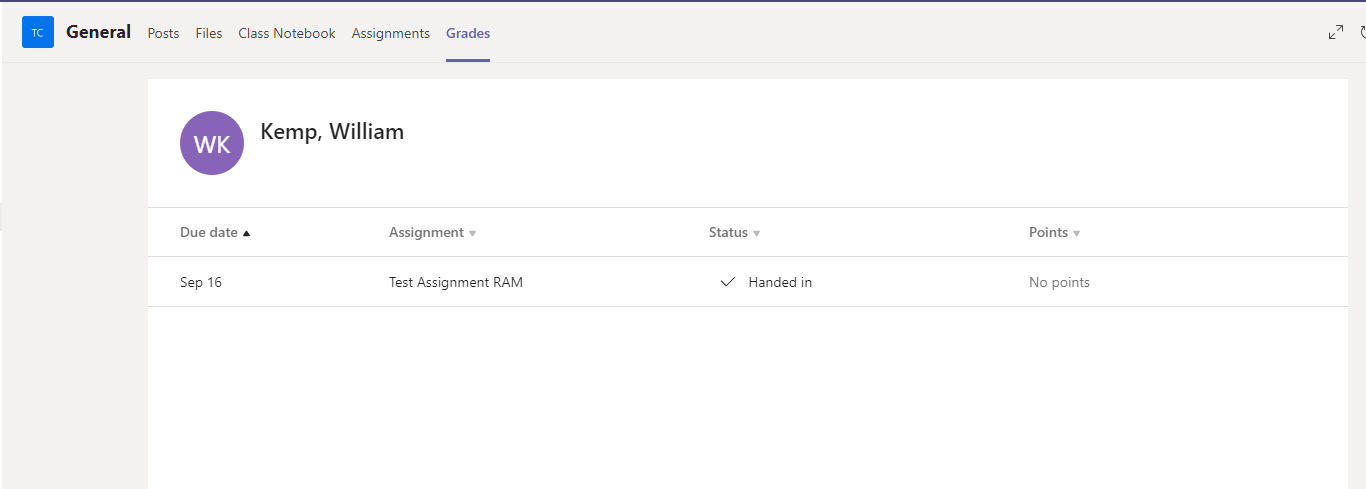 TC General Posts Files Class Notebook Assignments Grades
WK Kemp, William
Due date Assignment Status Points
Sep 16 Test Assignment RAM Handed in No points